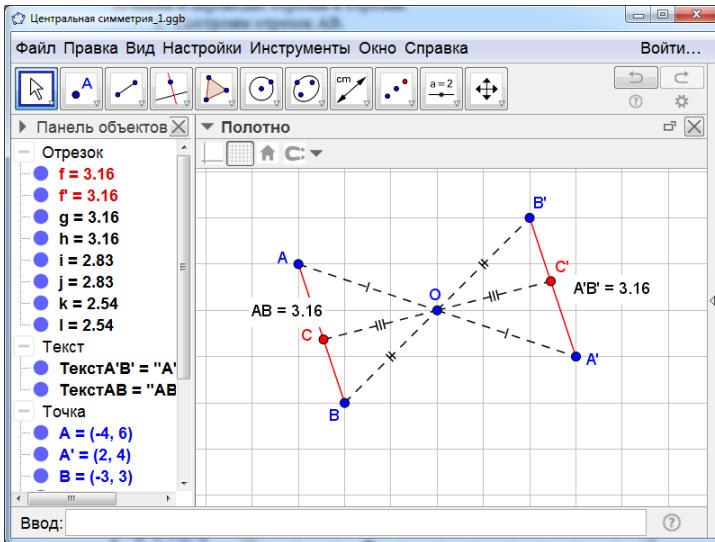 Центральная симметрия_1.ggb
Файл Правка Вид Настройки Инструменты Окно Справка Войти...
A cm a = 2
Панель объектов Полотно
Отрезок
f = 3.16
f' = 3.16
g = 3.16
h = 3.16
i = 2.83
j = 2.83
k = 2.54
l = 2.54
Текст
ТекстA'B' = "A'
ТекстAB = "AB
Точка
A = (-4, 6)
A' = (2, 4)
B = (-3, 3)
B'
A
C'
A'B' = 3.16
O
AB = 3.16
C
A'
B
Ввод: